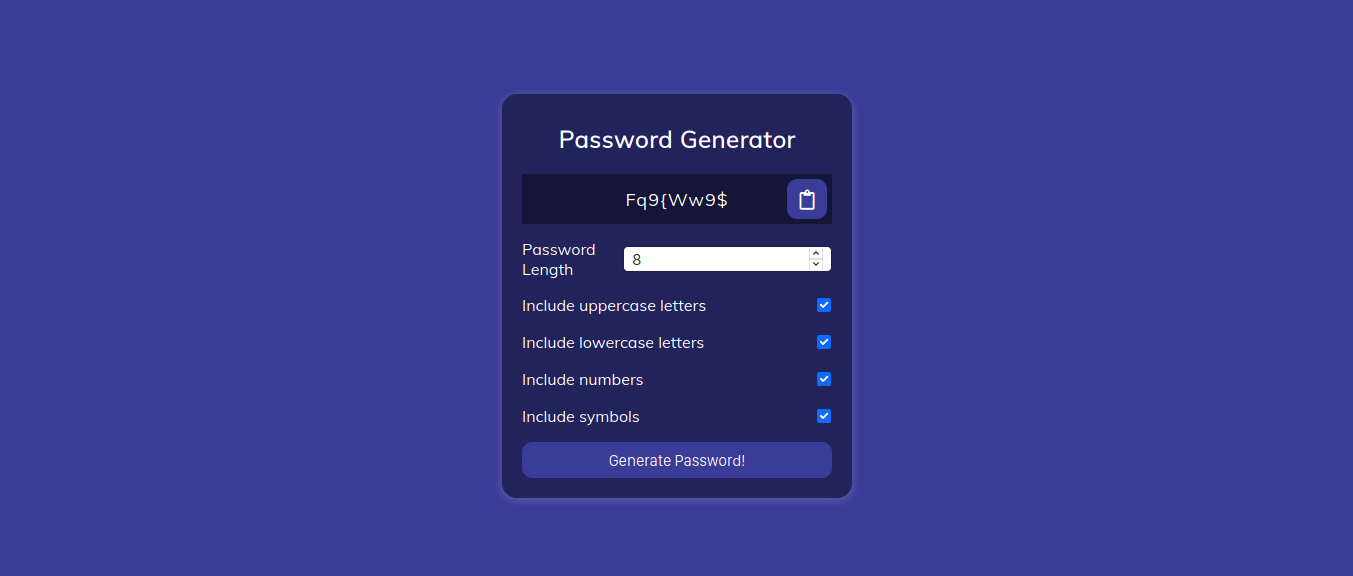 Password Generator
Fq9{Ww9$
Password
Length
8
Include uppercase letters
Include lowercase letters
Include numbers
Include symbols
Generate Password!